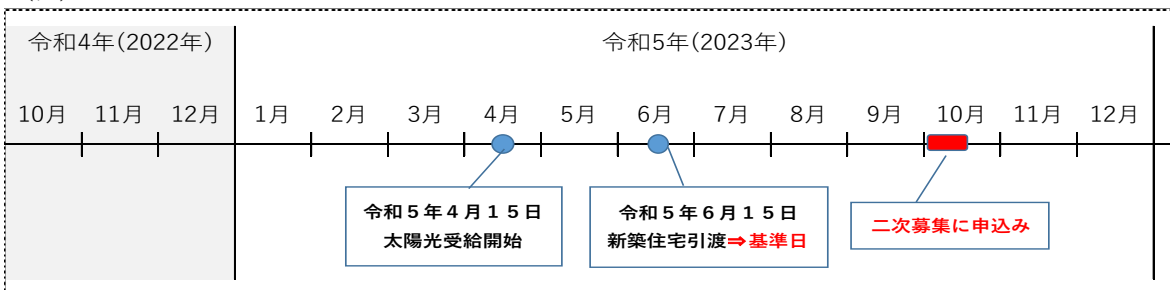 令和4年(2022年)
令和5年(2023年)
10月
11月
12月
1月
2月
3月
4月
5月
6月
7月
8月
9月
10月
11月
12月
令和５年４月１５日
太陽光受給開始
令和５年６月１５日
新築住宅引渡⇒基準日
二次募集に申込み